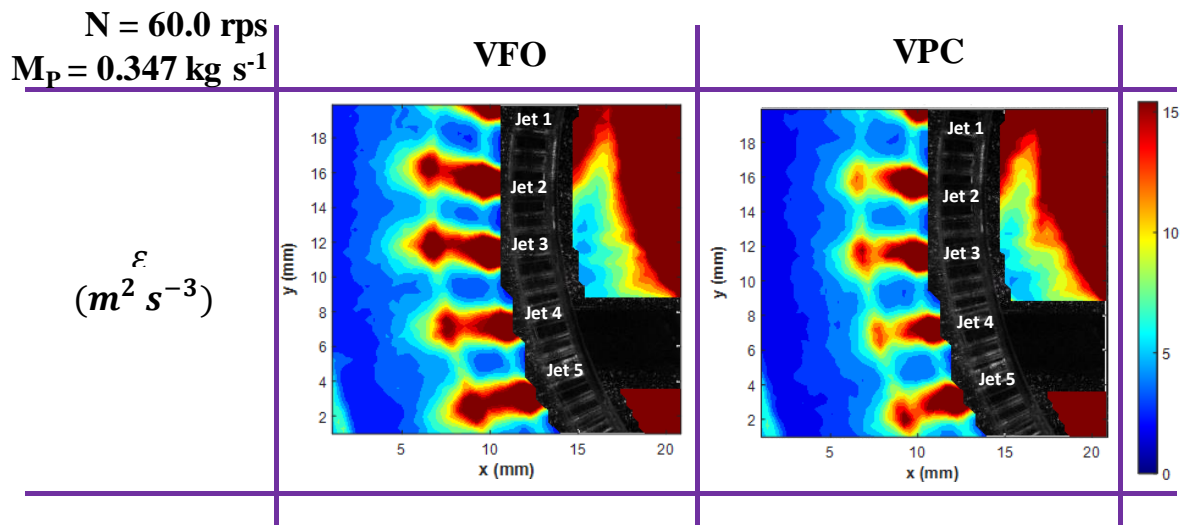 N = 60.0 rps
M_P = 0.347 kg s⁻¹
VFO
VPC
ε
(m² s⁻³)
18
16
14
12
10
8
6
4
2
y (mm)
5
10
15
20
x (mm)
Jet 1
Jet 2
Jet 3
Jet 4
Jet 5
18
16
14
12
10
8
6
4
2
y (mm)
5
10
15
20
x (mm)
Jet 1
Jet 2
Jet 3
Jet 4
Jet 5
15
10
5
0